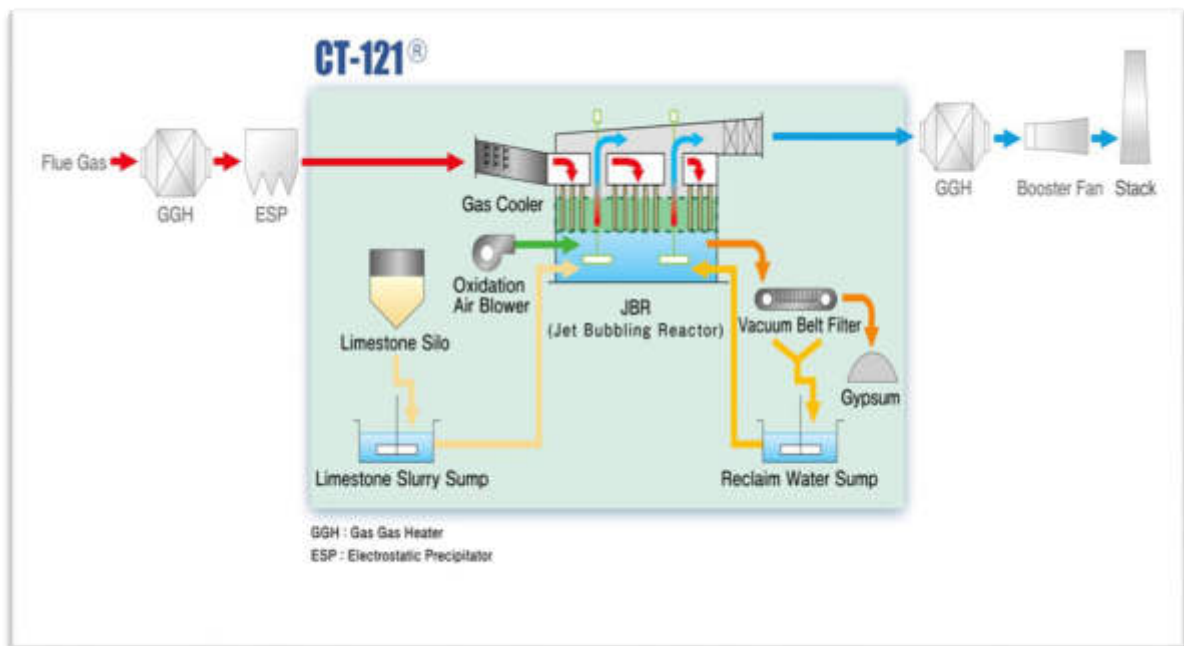 CT-121®
Flue Gas
GGH
ESP
Gas Cooler
GGH
Booster Fan
Stack
Oxidation
Air Blower
JBR
(Jet Bubbling Reactor)
Vacuum Belt Filter
Limestone Silo
Gypsum
Limestone Slurry Sump
Reclaim Water Sump
GGH : Gas Gas Heater
ESP : Electrostatic Precipitator